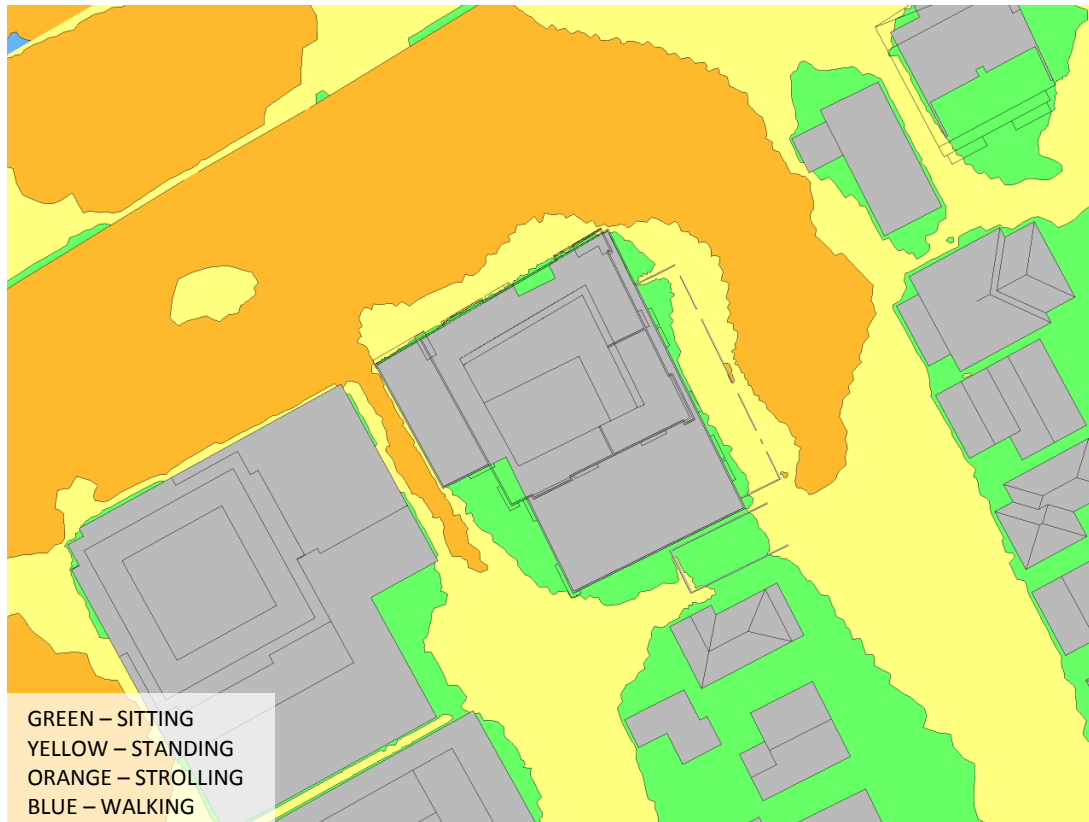 GREEN – SITTING
YELLOW – STANDING
ORANGE – STROLLING
BLUE – WALKING